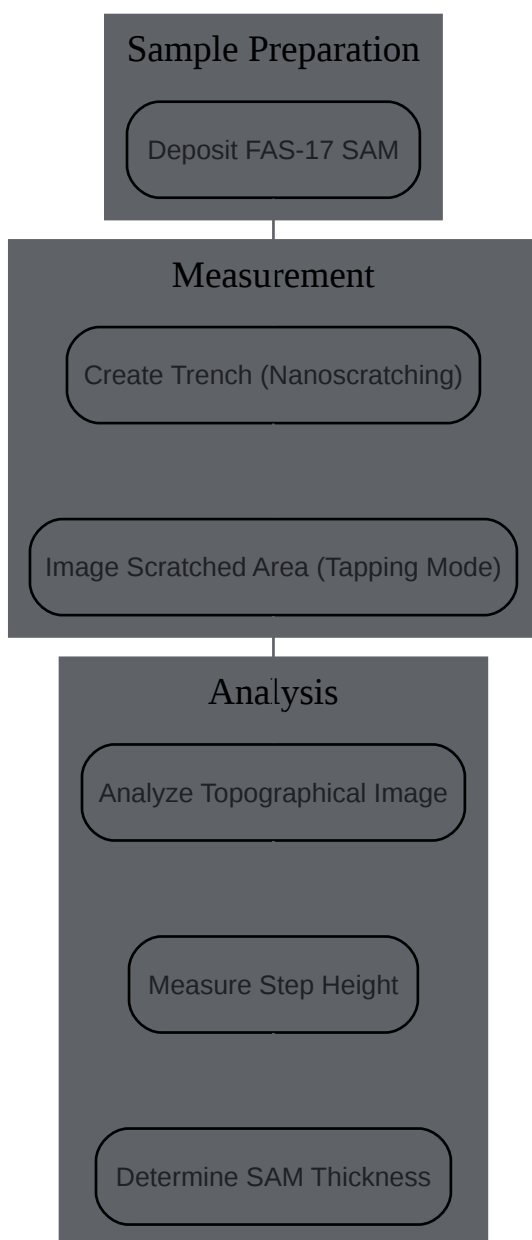 Sample Preparation
Deposit FAS-17 SAM
Measurement
Create Trench (Nanoscratching)
Image Scratched Area (Tapping Mode)
Analysis
Analyze Topographical Image
Measure Step Height
Determine SAM Thickness